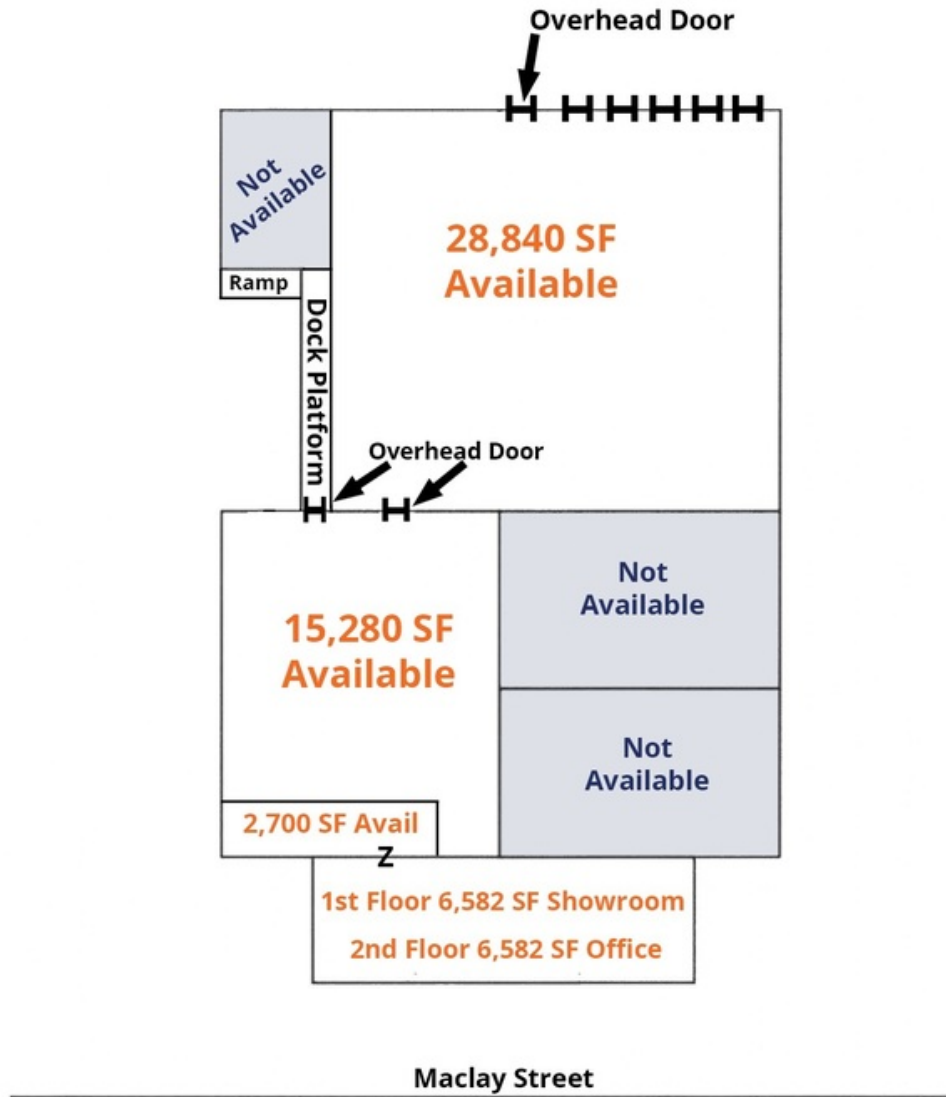 Overhead Door
Not
Available
28,840 SF
Available
Ramp
Dock Platform
Overhead Door
15,280 SF
Available
Not
Available
Not
Available
2,700 SF Avail
Z
1st Floor 6,582 SF Showroom
2nd Floor 6,582 SF Office
Maclay Street